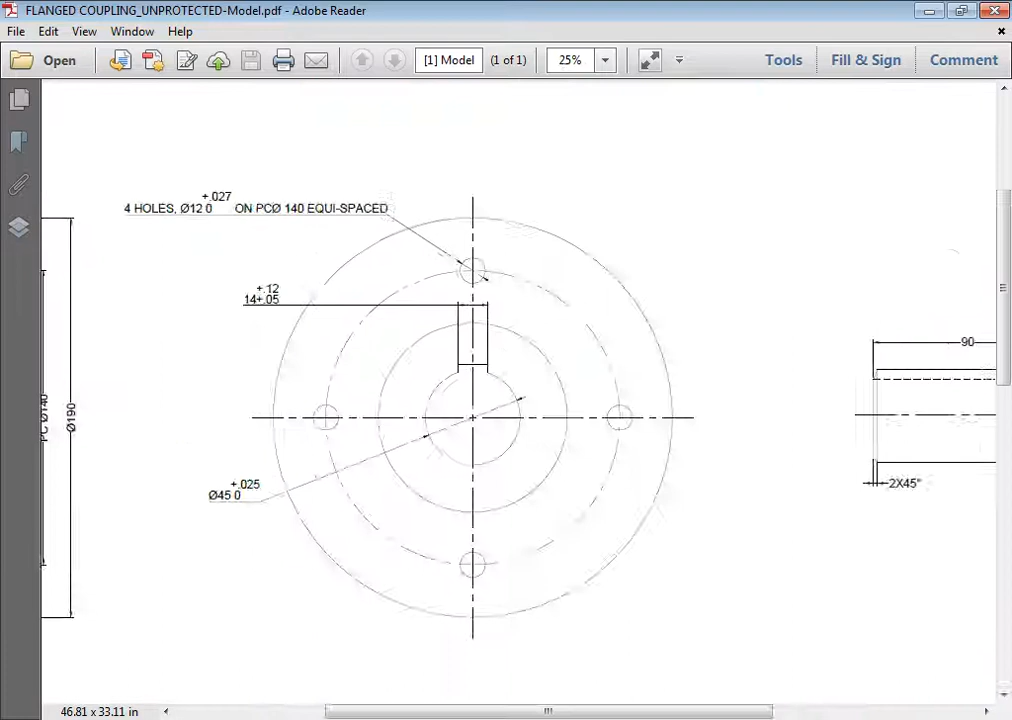 FLANGED COUPLING_UNPROTECTED-Model.pdf - Adobe Reader
File Edit View Window Help
Open [1] Model (1 of 1) 25% Tools Fill & Sign Comment
+.027
4 HOLES, Ø12 0 ON PCØ 140 EQUI-SPACED
+.12
14+.05
90
PC Ø140
Ø190
+.025
Ø45 0
2X45°
46.81 x 33.11 in